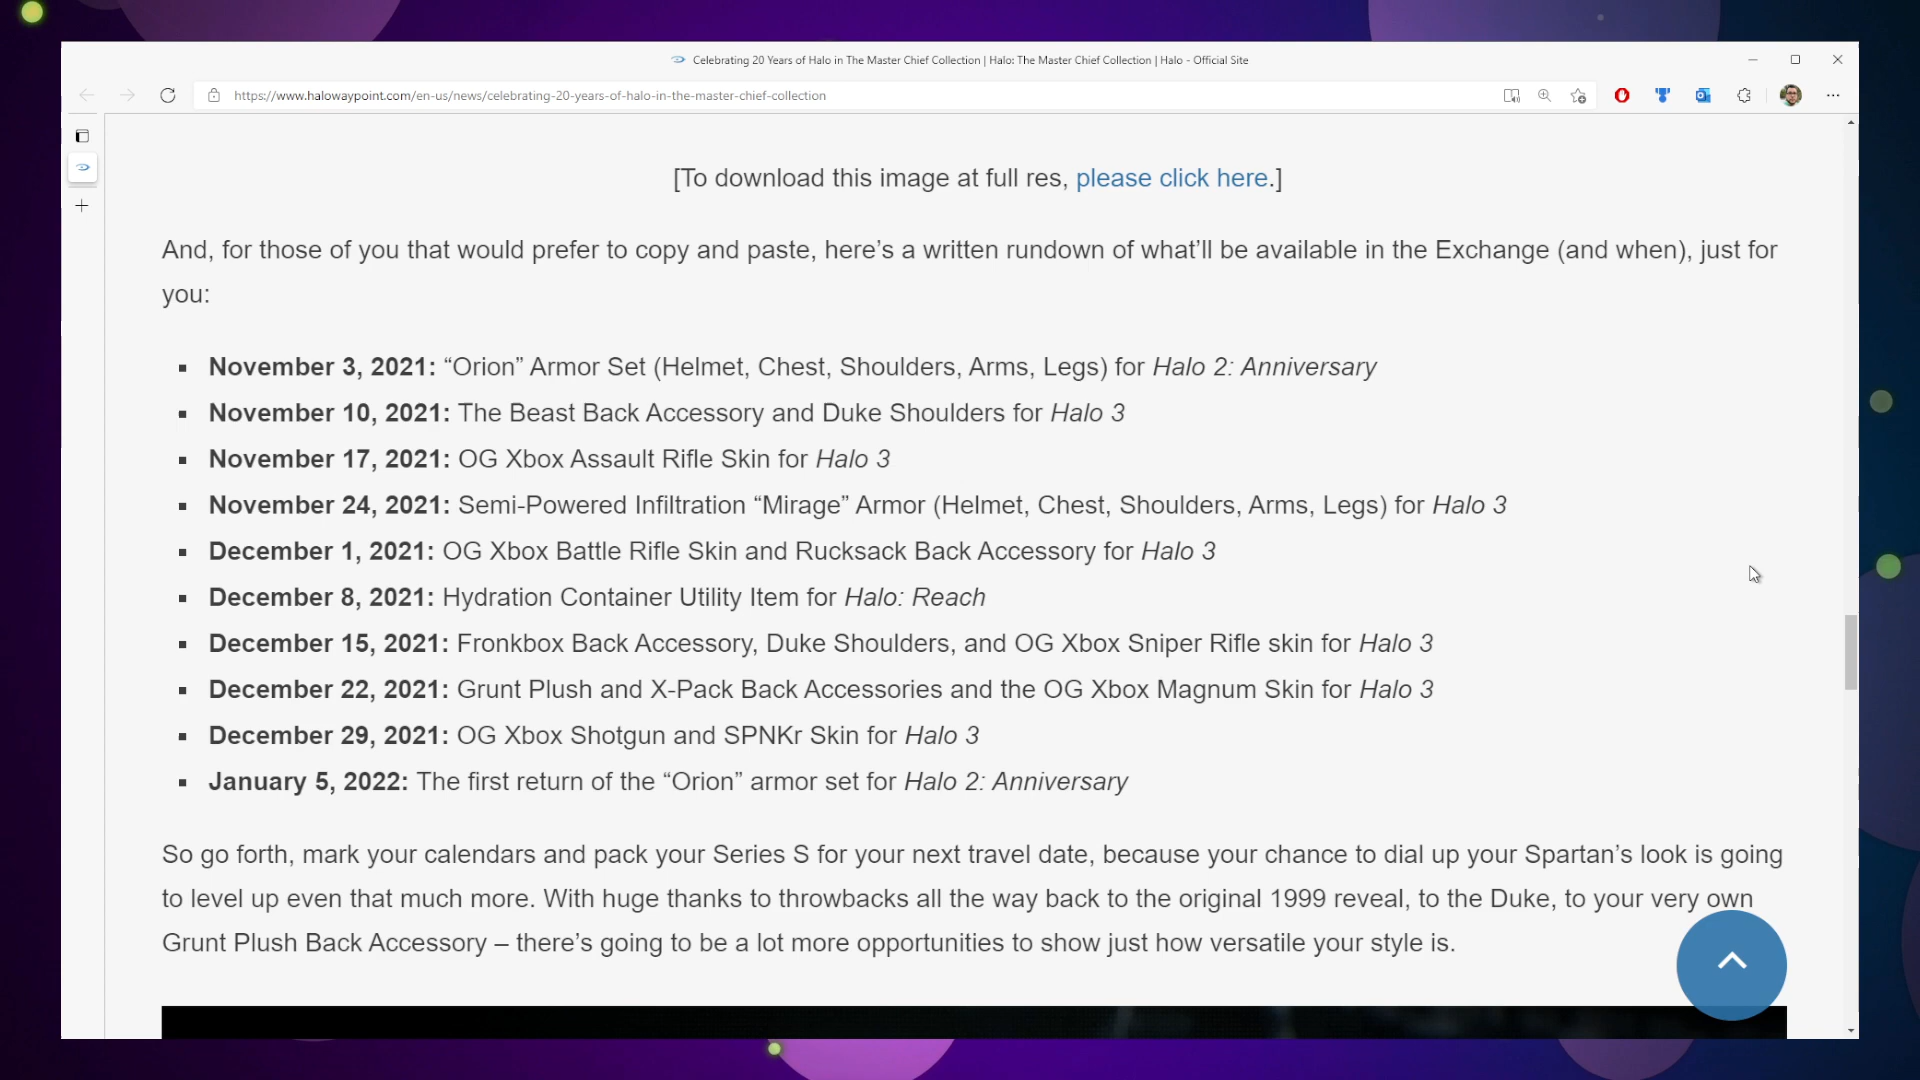 Celebrating 20 Years of Halo in The Master Chief Collection | Halo: The Master Chief Collection | Halo - Official Site
https://www.halowaypoint.com/en-us/news/celebrating-20-years-of-halo-in-the-master-chief-collection
[To download this image at full res, please click here.]
And, for those of you that would prefer to copy and paste, here’s a written rundown of what’ll be available in the Exchange (and when), just for
you:
November 3, 2021: “Orion” Armor Set (Helmet, Chest, Shoulders, Arms, Legs) for Halo 2: Anniversary
November 10, 2021: The Beast Back Accessory and Duke Shoulders for Halo 3
November 17, 2021: OG Xbox Assault Rifle Skin for Halo 3
November 24, 2021: Semi-Powered Infiltration “Mirage” Armor (Helmet, Chest, Shoulders, Arms, Legs) for Halo 3
December 1, 2021: OG Xbox Battle Rifle Skin and Rucksack Back Accessory for Halo 3
December 8, 2021: Hydration Container Utility Item for Halo: Reach
December 15, 2021: Fronkbox Back Accessory, Duke Shoulders, and OG Xbox Sniper Rifle skin for Halo 3
December 22, 2021: Grunt Plush and X-Pack Back Accessories and the OG Xbox Magnum Skin for Halo 3
December 29, 2021: OG Xbox Shotgun and SPNKr Skin for Halo 3
January 5, 2022: The first return of the “Orion” armor set for Halo 2: Anniversary
So go forth, mark your calendars and pack your Series S for your next travel date, because your chance to dial up your Spartan’s look is going
to level up even that much more. With huge thanks to throwbacks all the way back to the original 1999 reveal, to the Duke, to your very own
Grunt Plush Back Accessory – there’s going to be a lot more opportunities to show just how versatile your style is.